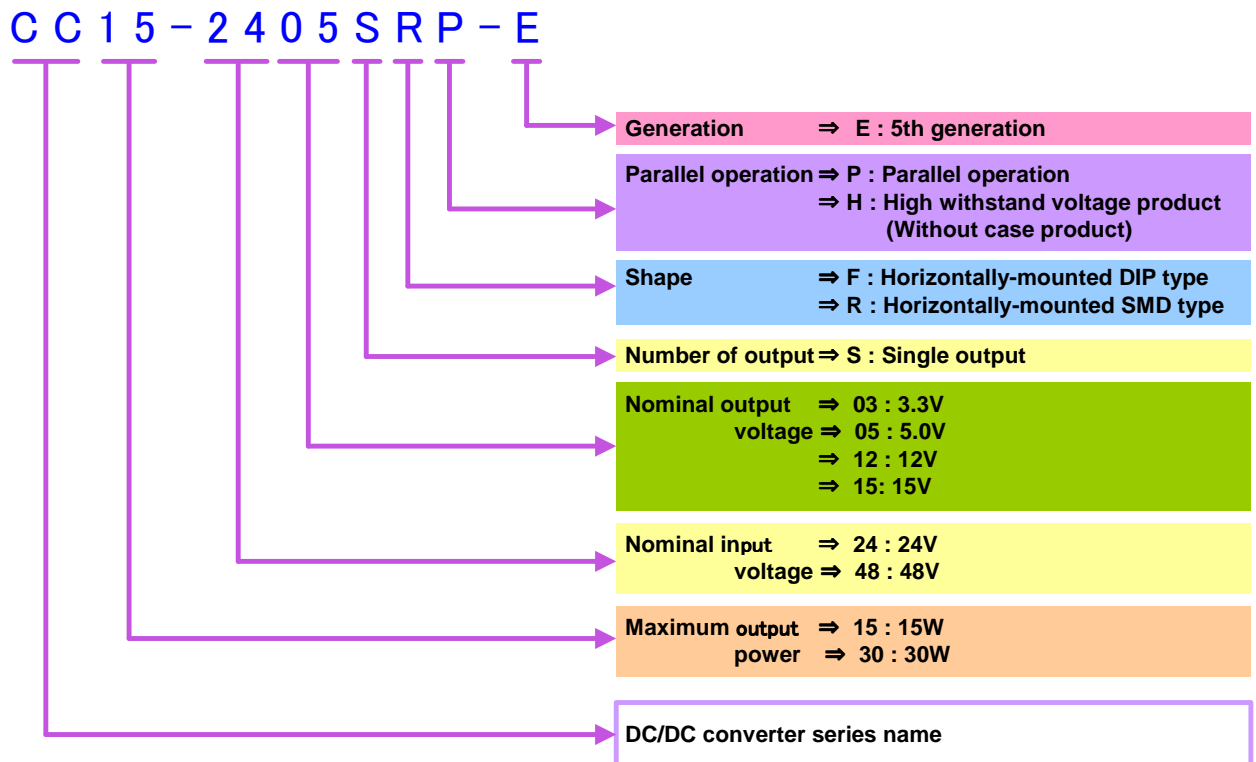 CC15-2405SRP-E
Generation ⇒ E : 5th generation
Parallel operation ⇒ P : Parallel operation
⇒ H : High withstand voltage product
(Without case product)
Shape ⇒ F : Horizontally-mounted DIP type
⇒ R : Horizontally-mounted SMD type
Number of output ⇒ S : Single output
Nominal output ⇒ 03 : 3.3V
voltage ⇒ 05 : 5.0V
⇒ 12 : 12V
⇒ 15: 15V
Nominal input ⇒ 24 : 24V
voltage ⇒ 48 : 48V
Maximum output ⇒ 15 : 15W
power ⇒ 30 : 30W
DC/DC converter series name